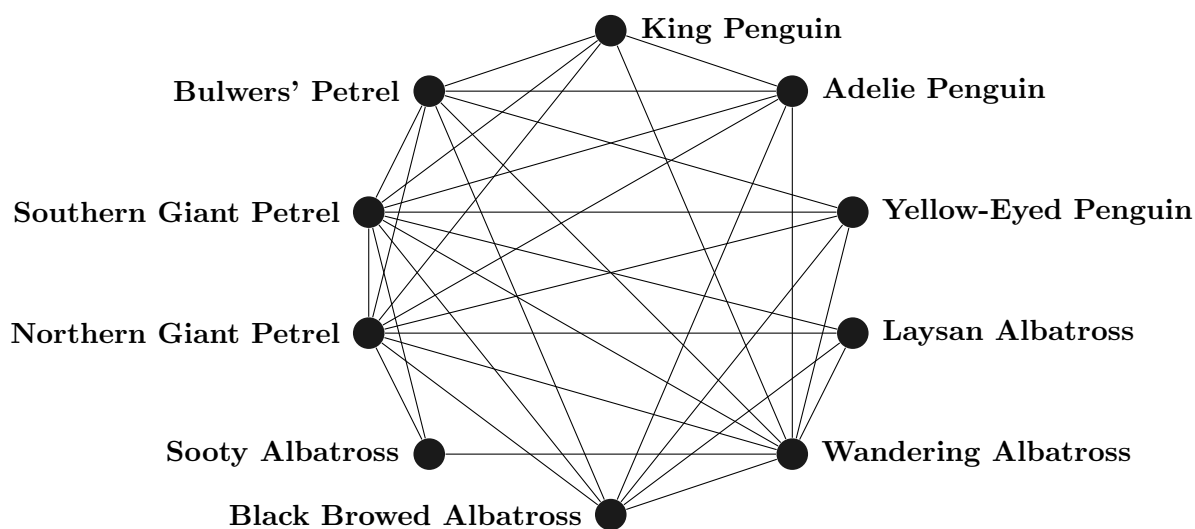 King Penguin
Bulwers' Petrel
Adelie Penguin
Southern Giant Petrel
Yellow-Eyed Penguin
Northern Giant Petrel
Laysan Albatross
Sooty Albatross
Wandering Albatross
Black Browed Albatross